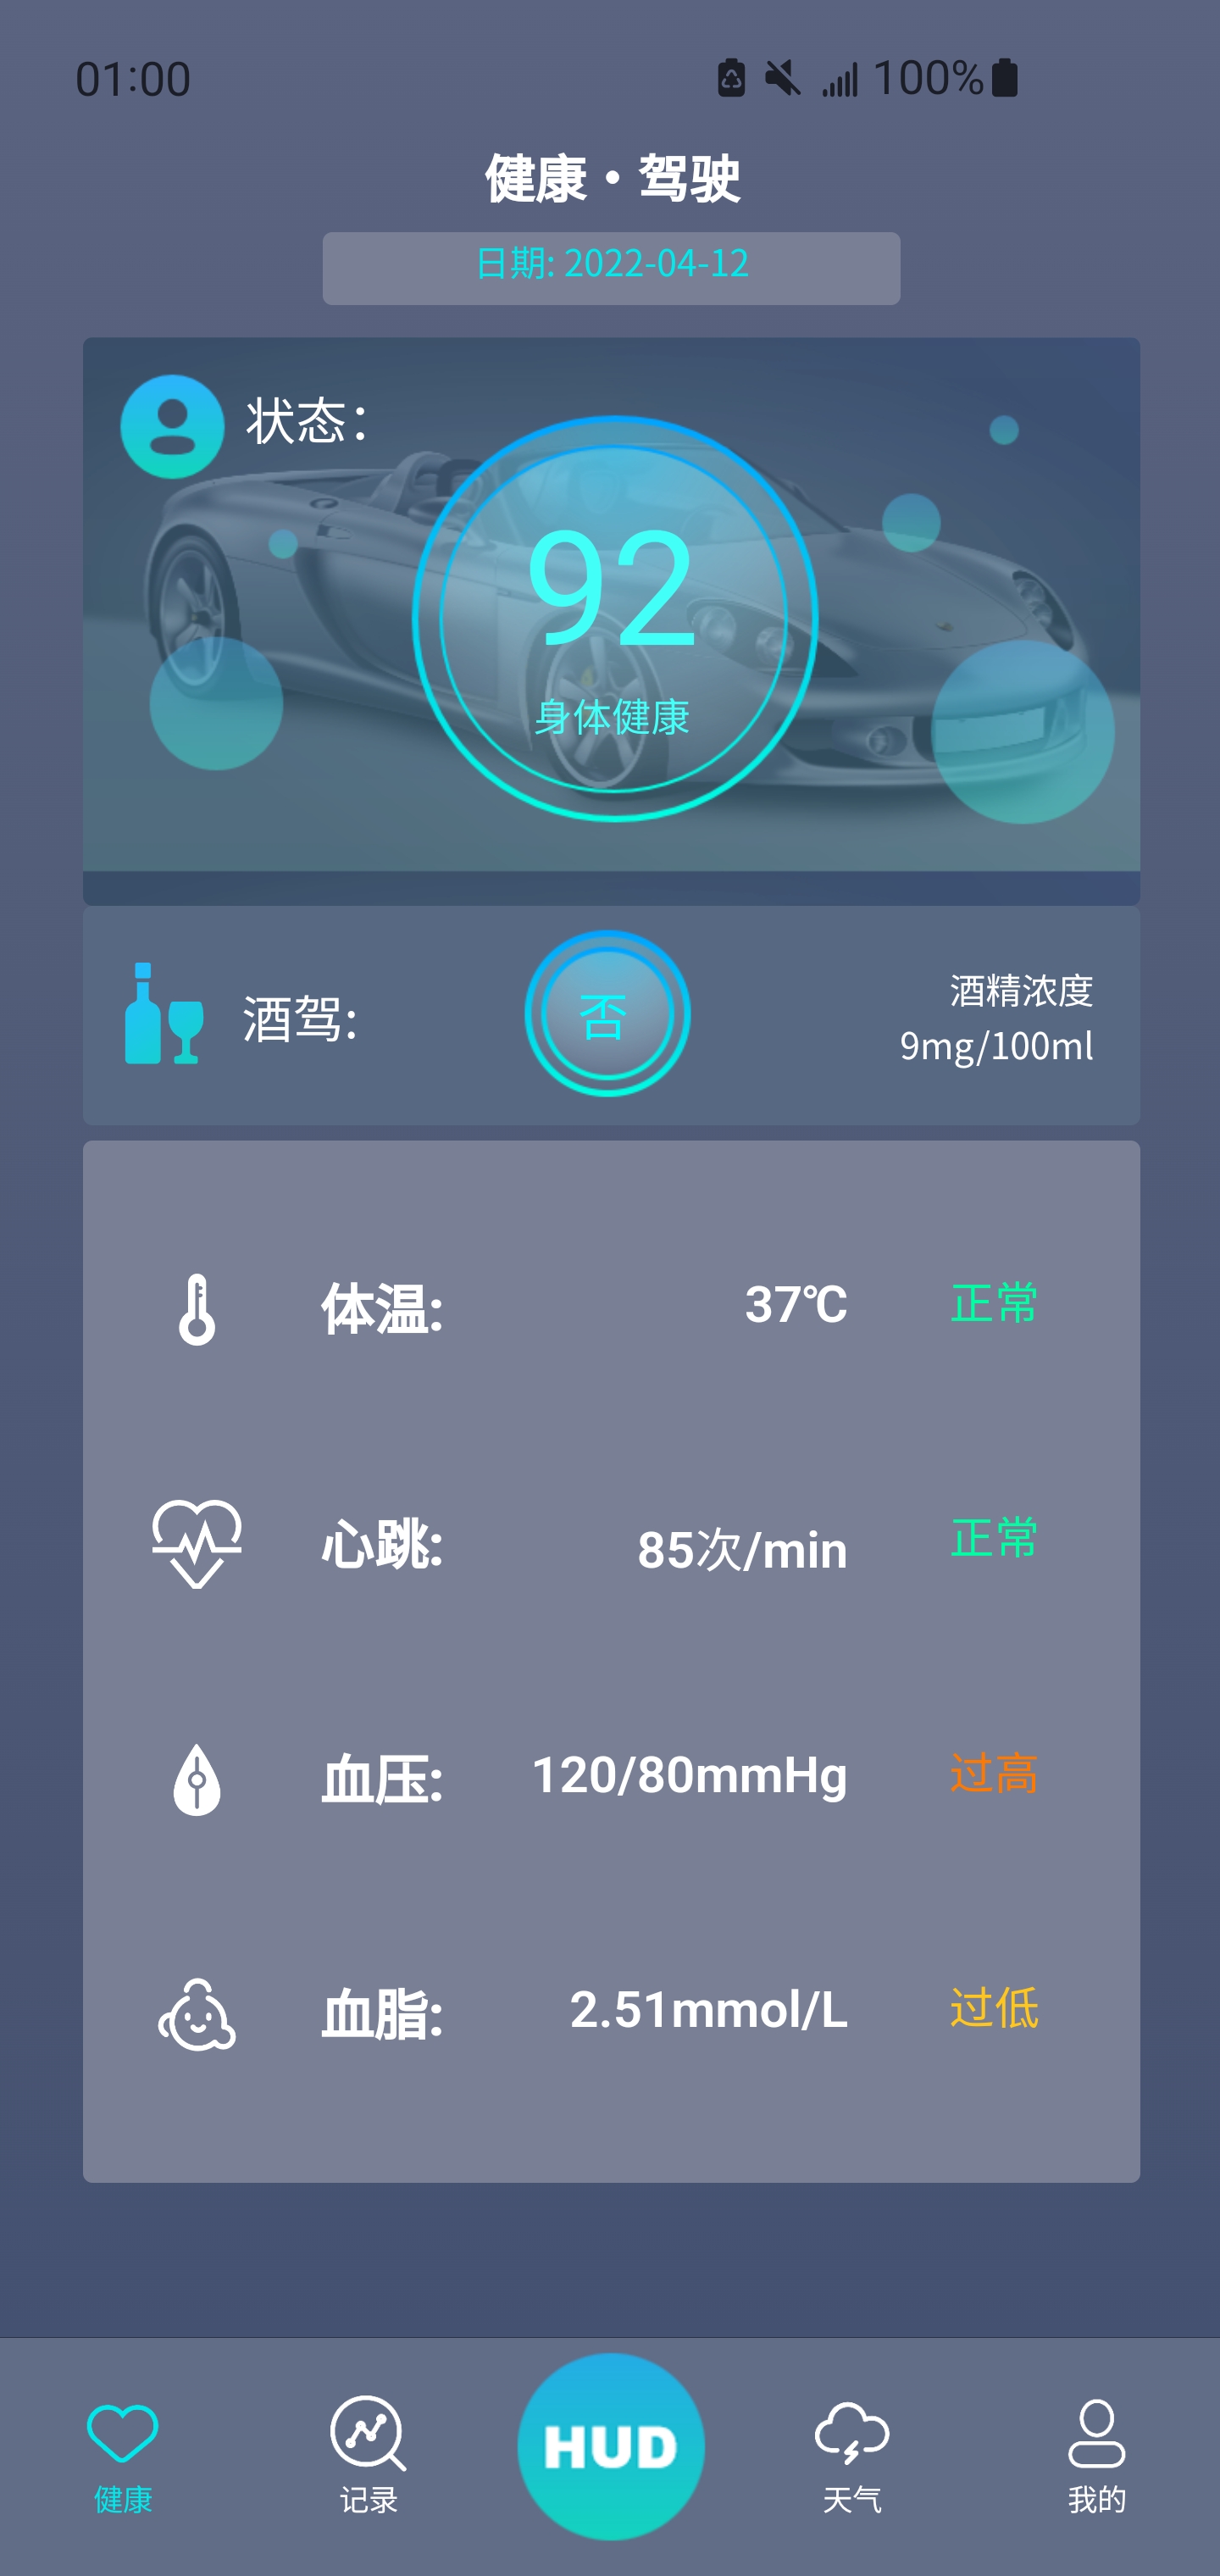 01:00
100%
健康·驾驶
日期: 2022-04-12
状态：
92
身体健康
酒驾:
否
酒精浓度
9mg/100ml
体温: 37℃ 正常
心跳: 85次/min 正常
血压: 120/80mmHg 过高
血脂: 2.51mmol/L 过低
HUD
健康 记录 天气 我的